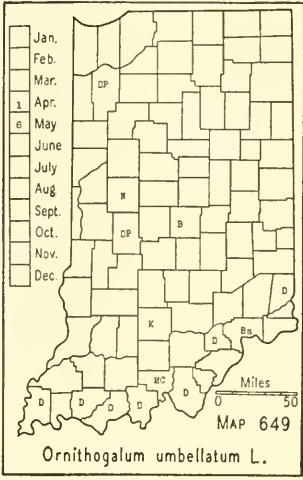 Jan.
Feb.
Mar.
1 Apr.
6 May
June
July
Aug.
Sept.
Oct.
Nov.
Dec.
DP
N
DP
B
D
K
D
Ba
MC
D
D
D
D
D
Miles
0 50
MAP 649
Ornithogalum umbellatum L.